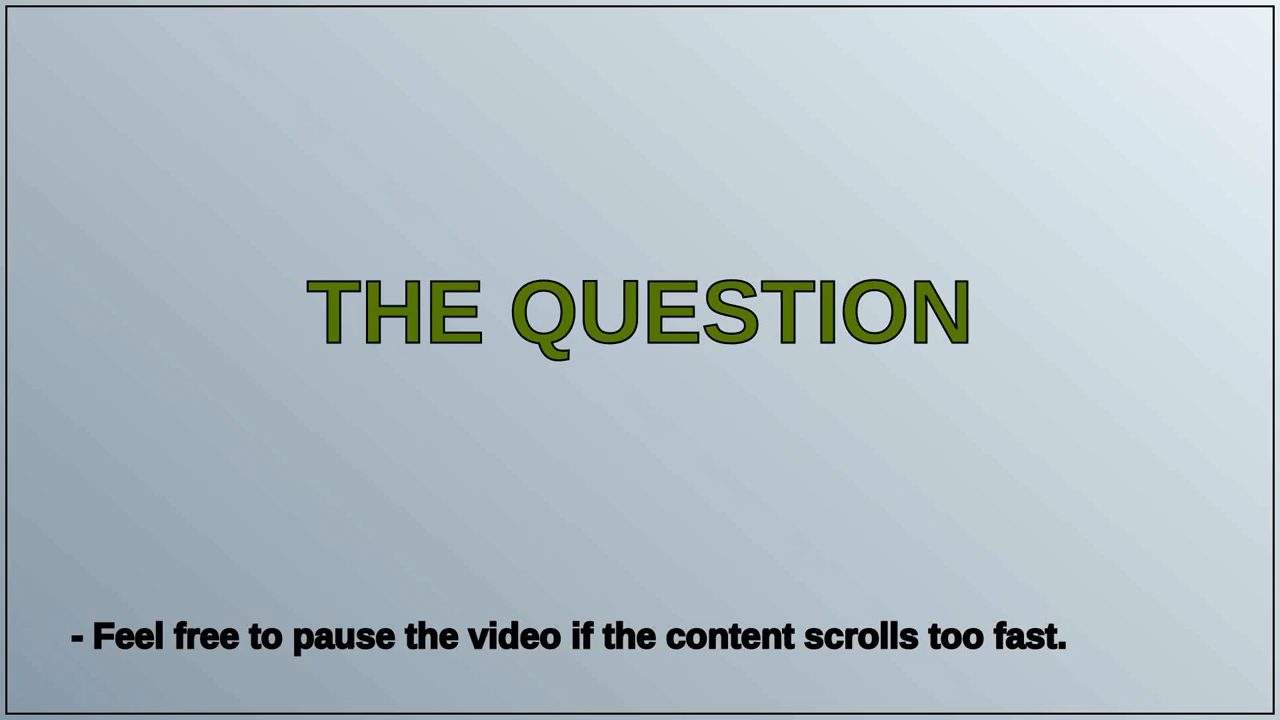 THE QUESTION
- Feel free to pause the video if the content scrolls too fast.